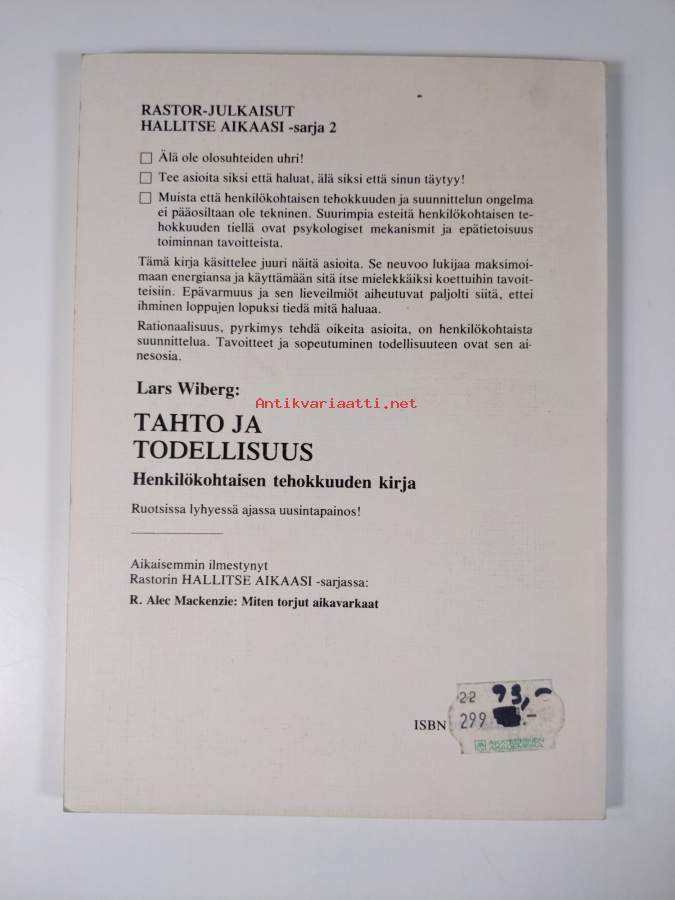 RASTOR-JULKAISUT
HALLITSE AIKAASI -sarja 2
Älä ole olosuhteiden uhri!
Tee asioita siksi että haluat, älä siksi että sinun täytyy!
Muista että henkilökohtaisen tehokkuuden ja suunnittelun ongelma
ei pääosiltaan ole tekninen. Suurimpia esteitä henkilökohtaisen te-
hokkuuden tiellä ovat psykologiset mekanismit ja epätietoisuus
toiminnan tavoitteista.
Tämä kirja käsittelee juuri näitä asioita. Se neuvoo lukijaa maksimoi-
maan energiansa ja käyttämään sitä itse mielekkäiksi koettuihin tavoit-
teisiin. Epävarmuus ja sen lieveilmiöt aiheutuvat paljolti siitä, ettei
ihminen loppujen lopuksi tiedä mitä haluaa.
Rationaalisuus, pyrkimys tehdä oikeita asioita, on henkilökohtaista
suunnittelua. Tavoitteet ja sopeutuminen todellisuuteen ovat sen ai-
nesosia.
Lars Wiberg:
Antikvariaatti.net
TAHTO JA
TODELLISUUS
Henkilökohtaisen tehokkuuden kirja
Ruotsissa lyhyessä ajassa uusintapainos!
Aikaisemmin ilmestynyt
Rastorin HALLITSE AIKAASI -sarjassa:
R. Alec Mackenzie: Miten torjut aikavarkaat
22 93,-
ISBN 299 .-